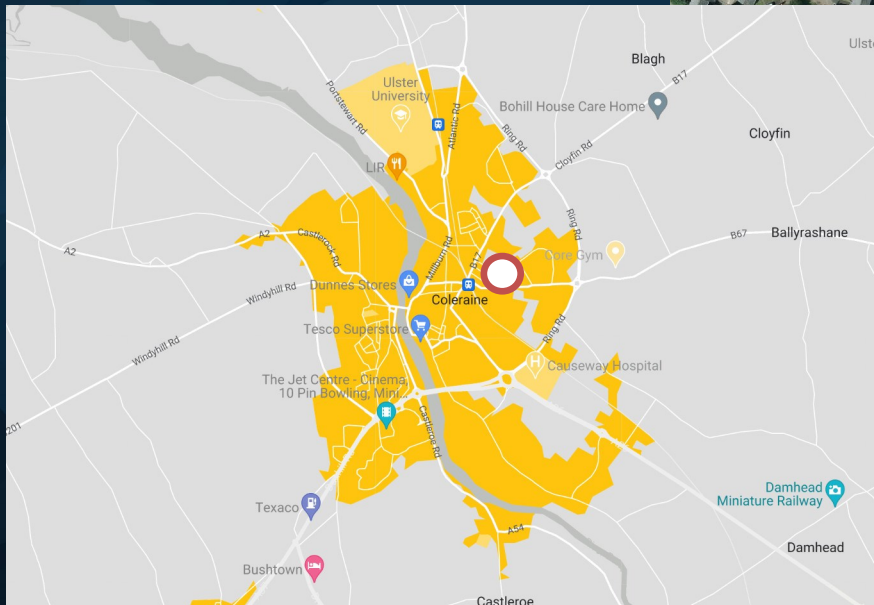 Blagh
B17
Ulste
Ulster
University
Portstewart Rd
Atlantic Rd
Bohill House Care Home
Ring Rd
Cloyfin Rd
Cloyfin
LIR
Ring Rd
A2
A2
Castlerock Rd
Millburn Rd
B17
Core Gym
B67
Ballyrashane
Windyhill Rd
Dunnes Stores
Coleraine
Windyhill Rd
Tesco Superstore
Ring Rd
H
Causeway Hospital
The Jet Centre - Cinema,
10 Pin Bowling, Mini...
Castleroe Rd
201
Texaco
Damhead
Miniature Railway
A54
Damhead
Bushtown
Castleroe